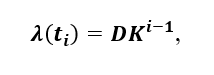 λ(tᵢ) = DKⁱ⁻¹,